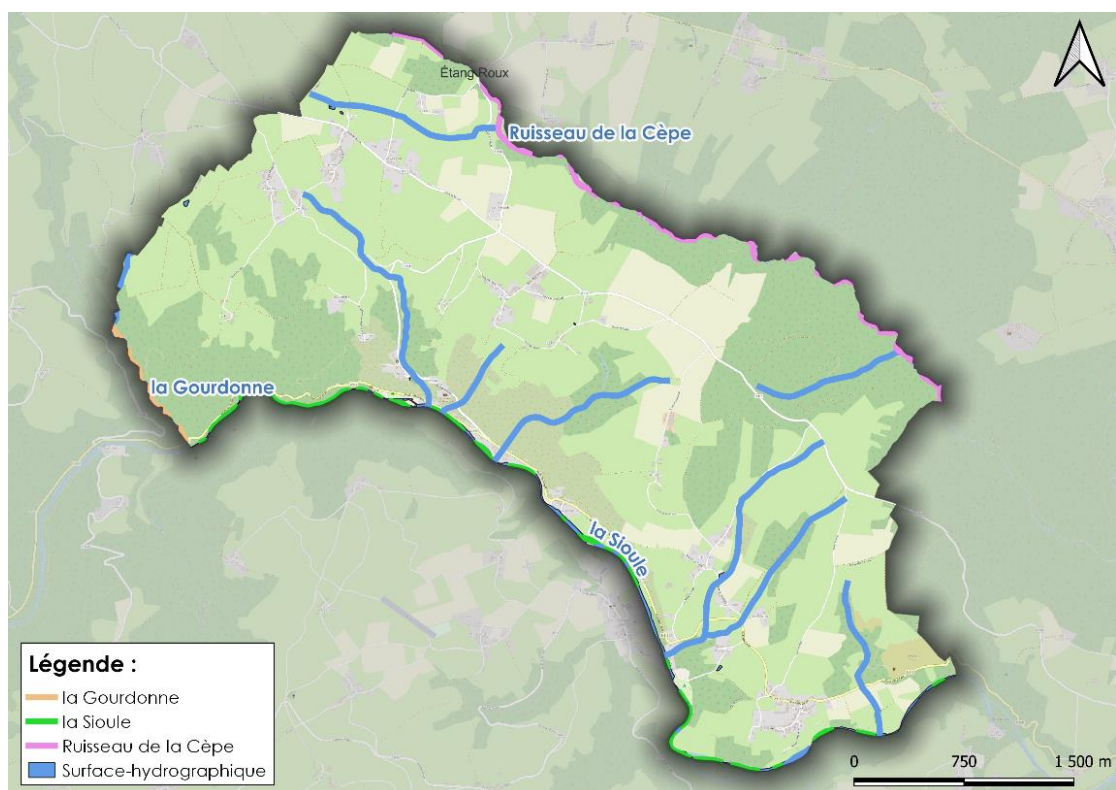 Étang Roux
Ruisseau de la Cèpe
la Gourdonne
la Sioule
Légende :
la Gourdonne
la Sioule
Ruisseau de la Cèpe
Surface-hydrographique
0 750 1 500 m